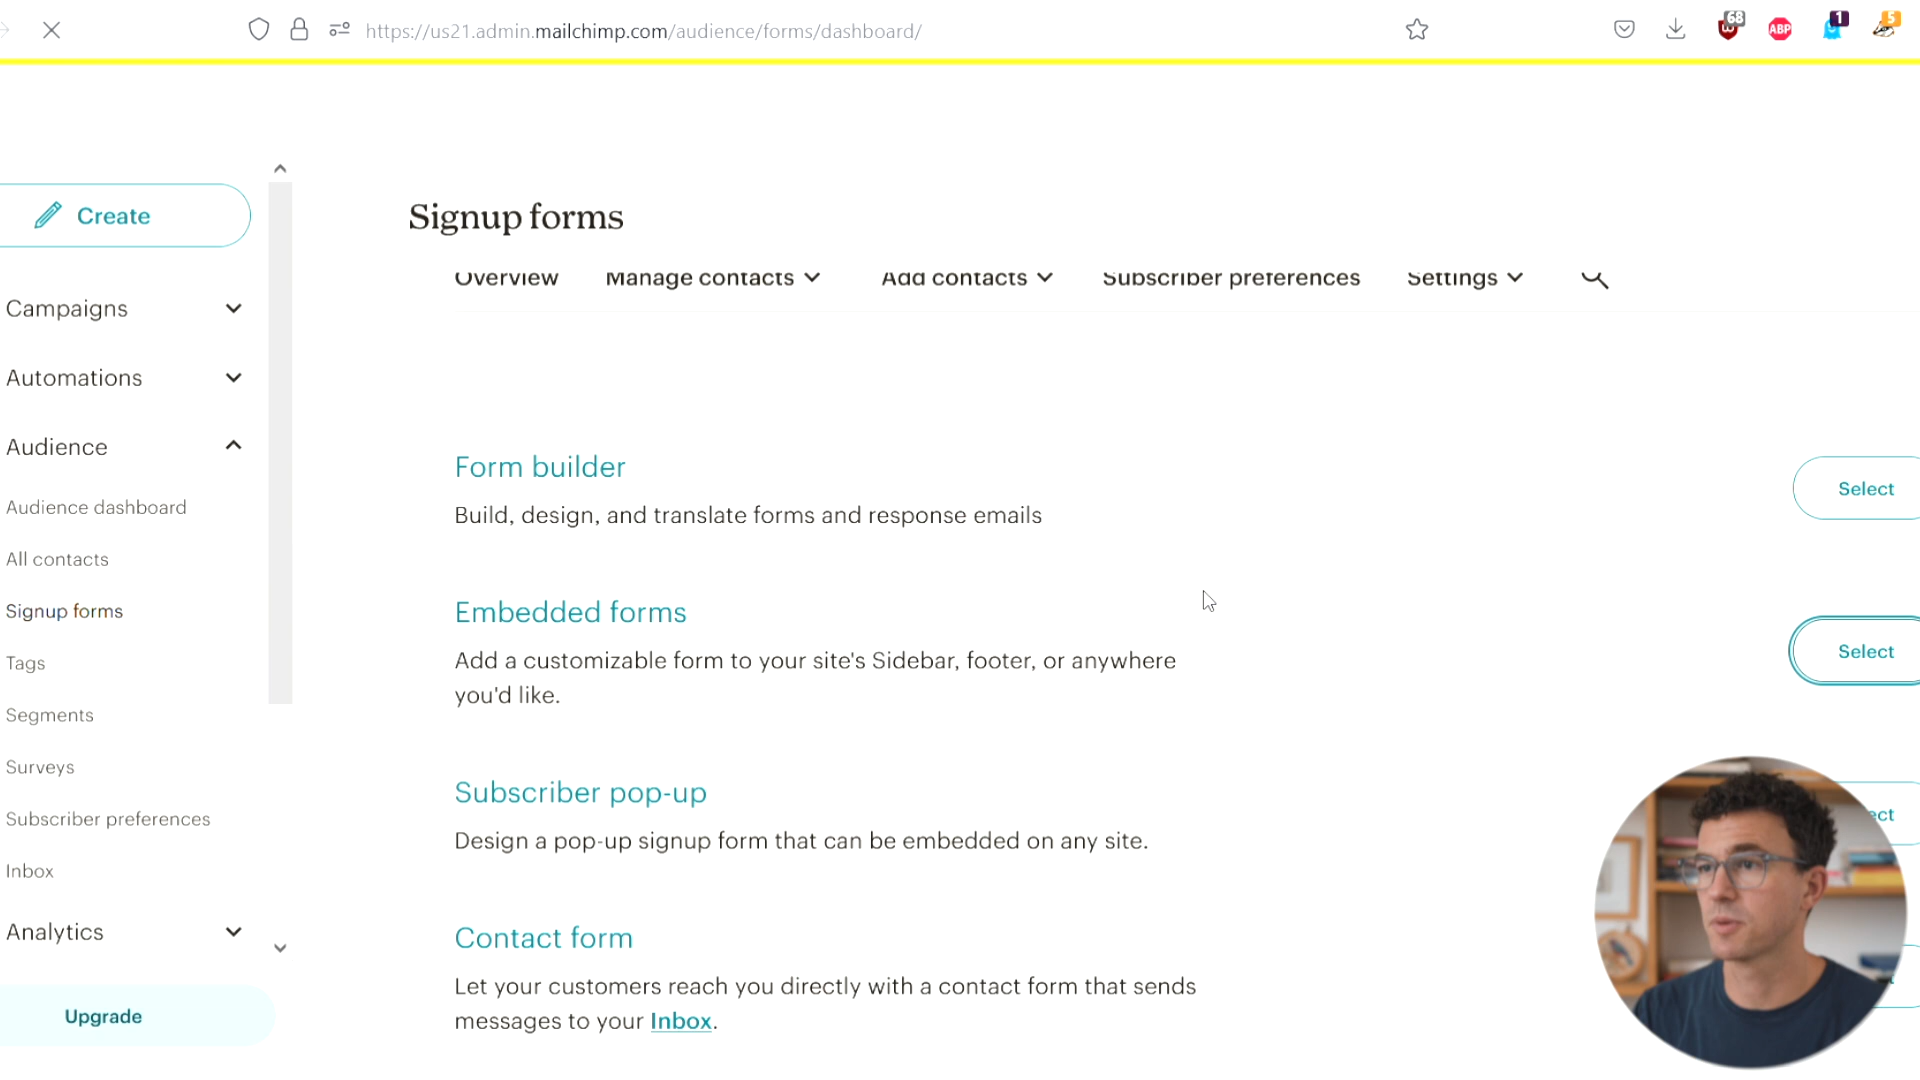 https://us21.admin.mailchimp.com/audience/forms/dashboard/
68
ABP
1
5
Create
Campaigns
Automations
Audience
Audience dashboard
All contacts
Signup forms
Tags
Segments
Surveys
Subscriber preferences
Inbox
Analytics
Upgrade
Signup forms
Overview Manage contacts Add contacts Subscriber preferences Settings
Form builder
Build, design, and translate forms and response emails
Select
Embedded forms
Add a customizable form to your site's Sidebar, footer, or anywhere
you'd like.
Select
Subscriber pop-up
Design a pop-up signup form that can be embedded on any site.
Contact form
Let your customers reach you directly with a contact form that sends
messages to your Inbox.